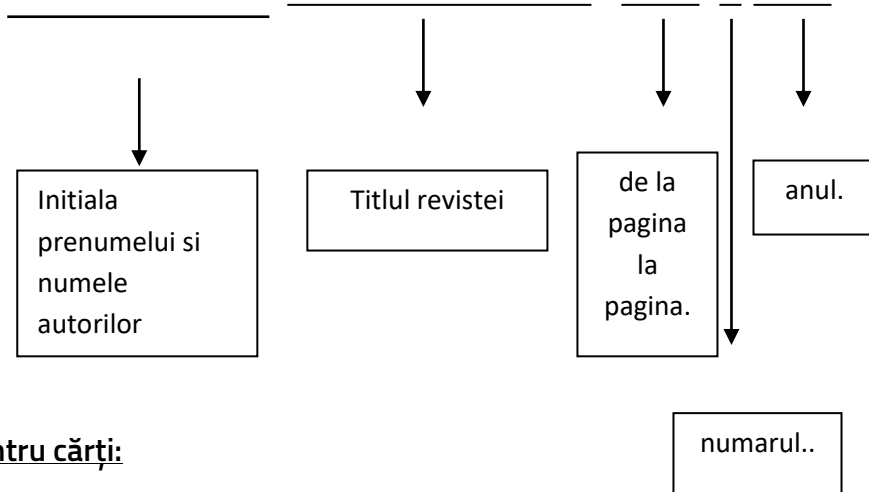 Initiala
prenumelui si
numele
autorilor
Titlul revistei
de la
pagina
la
pagina.
anul.
numarul..
ntru cărți: